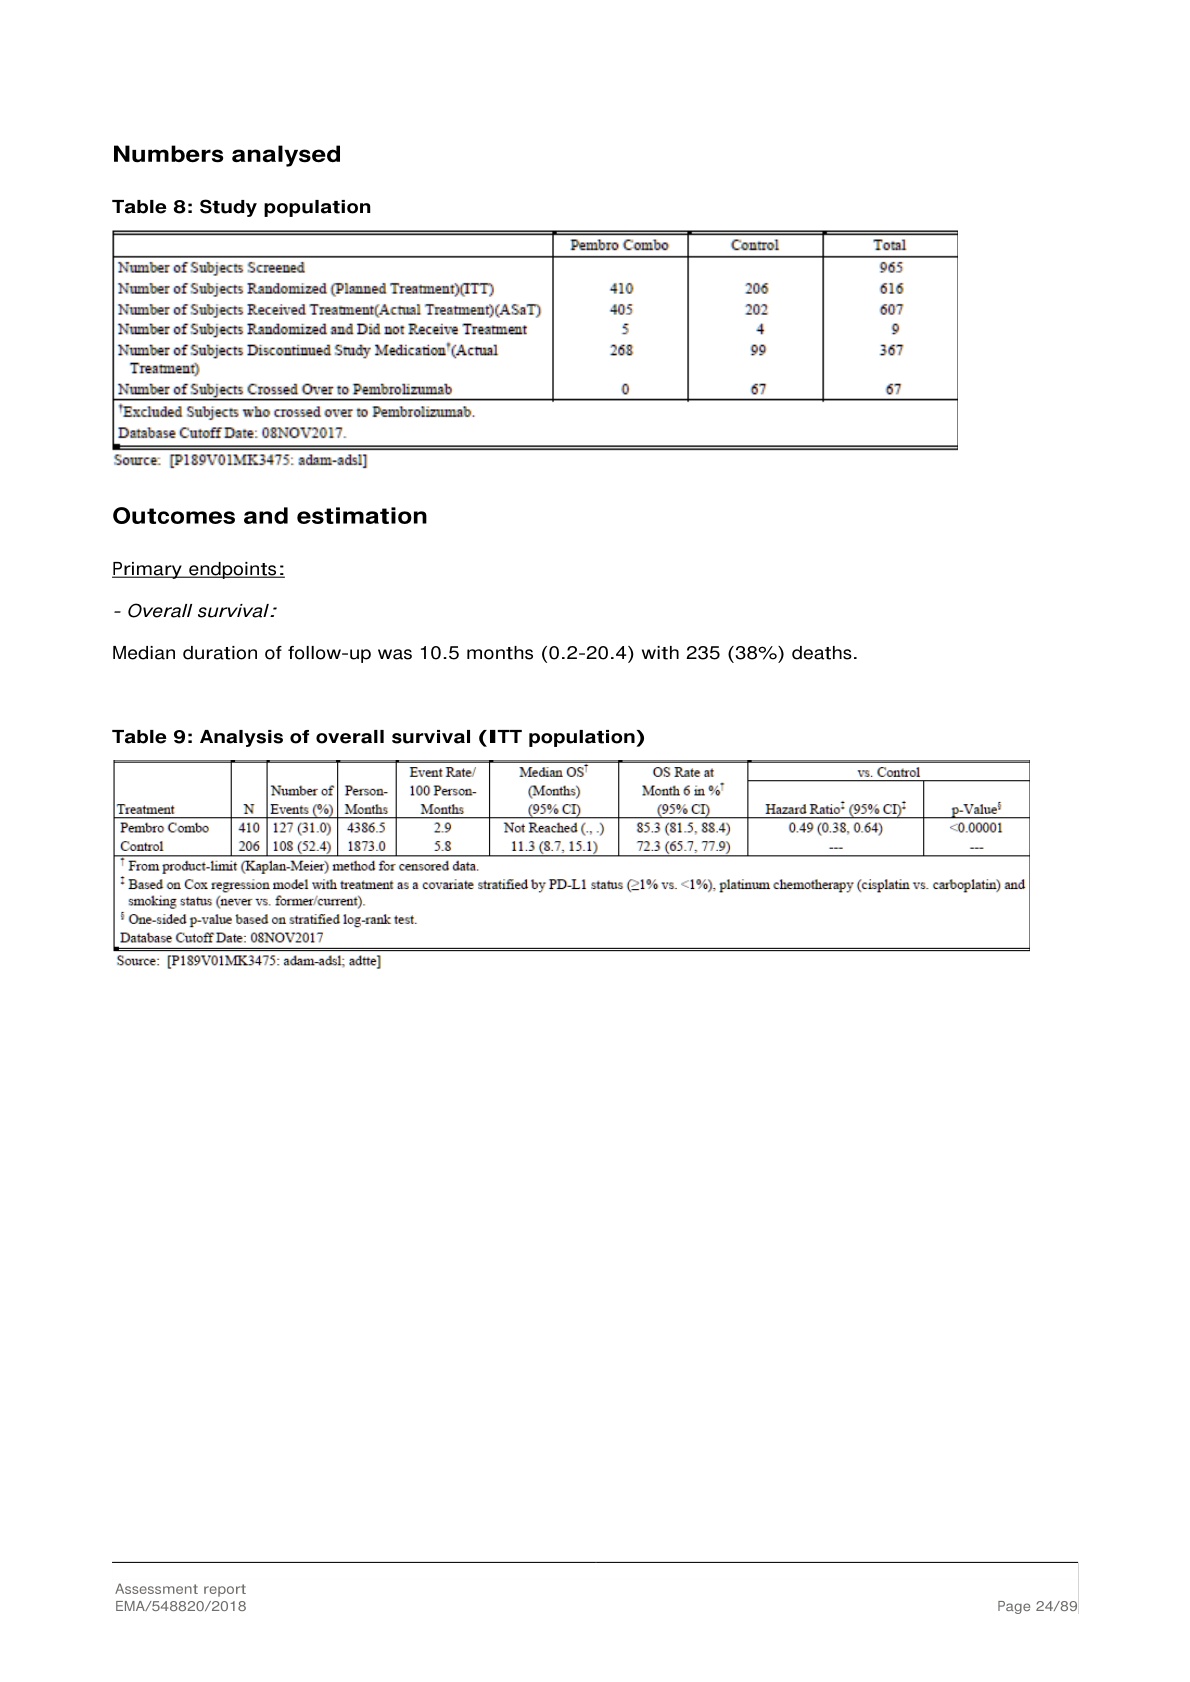 Numbers analysed
Table 8: Study population
Pembro Combo Control Total
Number of Subjects Screened 965
Number of Subjects Randomized (Planned Treatment)(ITT) 410 206 616
Number of Subjects Received Treatment(Actual Treatment)(ASaT) 405 202 607
Number of Subjects Randomized and Did not Receive Treatment 5 4 9
Number of Subjects Discontinued Study Medication†(Actual 268 99 367
Treatment)
Number of Subjects Crossed Over to Pembrolizumab 0 67 67
†Excluded Subjects who crossed over to Pembrolizumab.
Database Cutoff Date: 08NOV2017.
Source: [P189V01MK3475: adam-adsl]
Outcomes and estimation
Primary endpoints:
- Overall survival:
Median duration of follow-up was 10.5 months (0.2-20.4) with 235 (38%) deaths.
Table 9: Analysis of overall survival (ITT population)
Event Rate/ Median OS† OS Rate at vs. Control
Number of Person- 100 Person- (Months) Month 6 in %†
Treatment N Events (%) Months Months (95% CI) (95% CI) Hazard Ratio‡ (95% CI)‡ p-Value§
Pembro Combo 410 127 (31.0) 4386.5 2.9 Not Reached (., .) 85.3 (81.5, 88.4) 0.49 (0.38, 0.64) <0.00001
Control 206 108 (52.4) 1873.0 5.8 11.3 (8.7, 15.1) 72.3 (65.7, 77.9) --- ---
† From product-limit (Kaplan-Meier) method for censored data.
‡ Based on Cox regression model with treatment as a covariate stratified by PD-L1 status (≥1% vs. <1%), platinum chemotherapy (cisplatin vs. carboplatin) and
smoking status (never vs. former/current).
§ One-sided p-value based on stratified log-rank test.
Database Cutoff Date: 08NOV2017
Source: [P189V01MK3475: adam-adsl; adtte]
Assessment report
EMA/548820/2018 Page 24/89